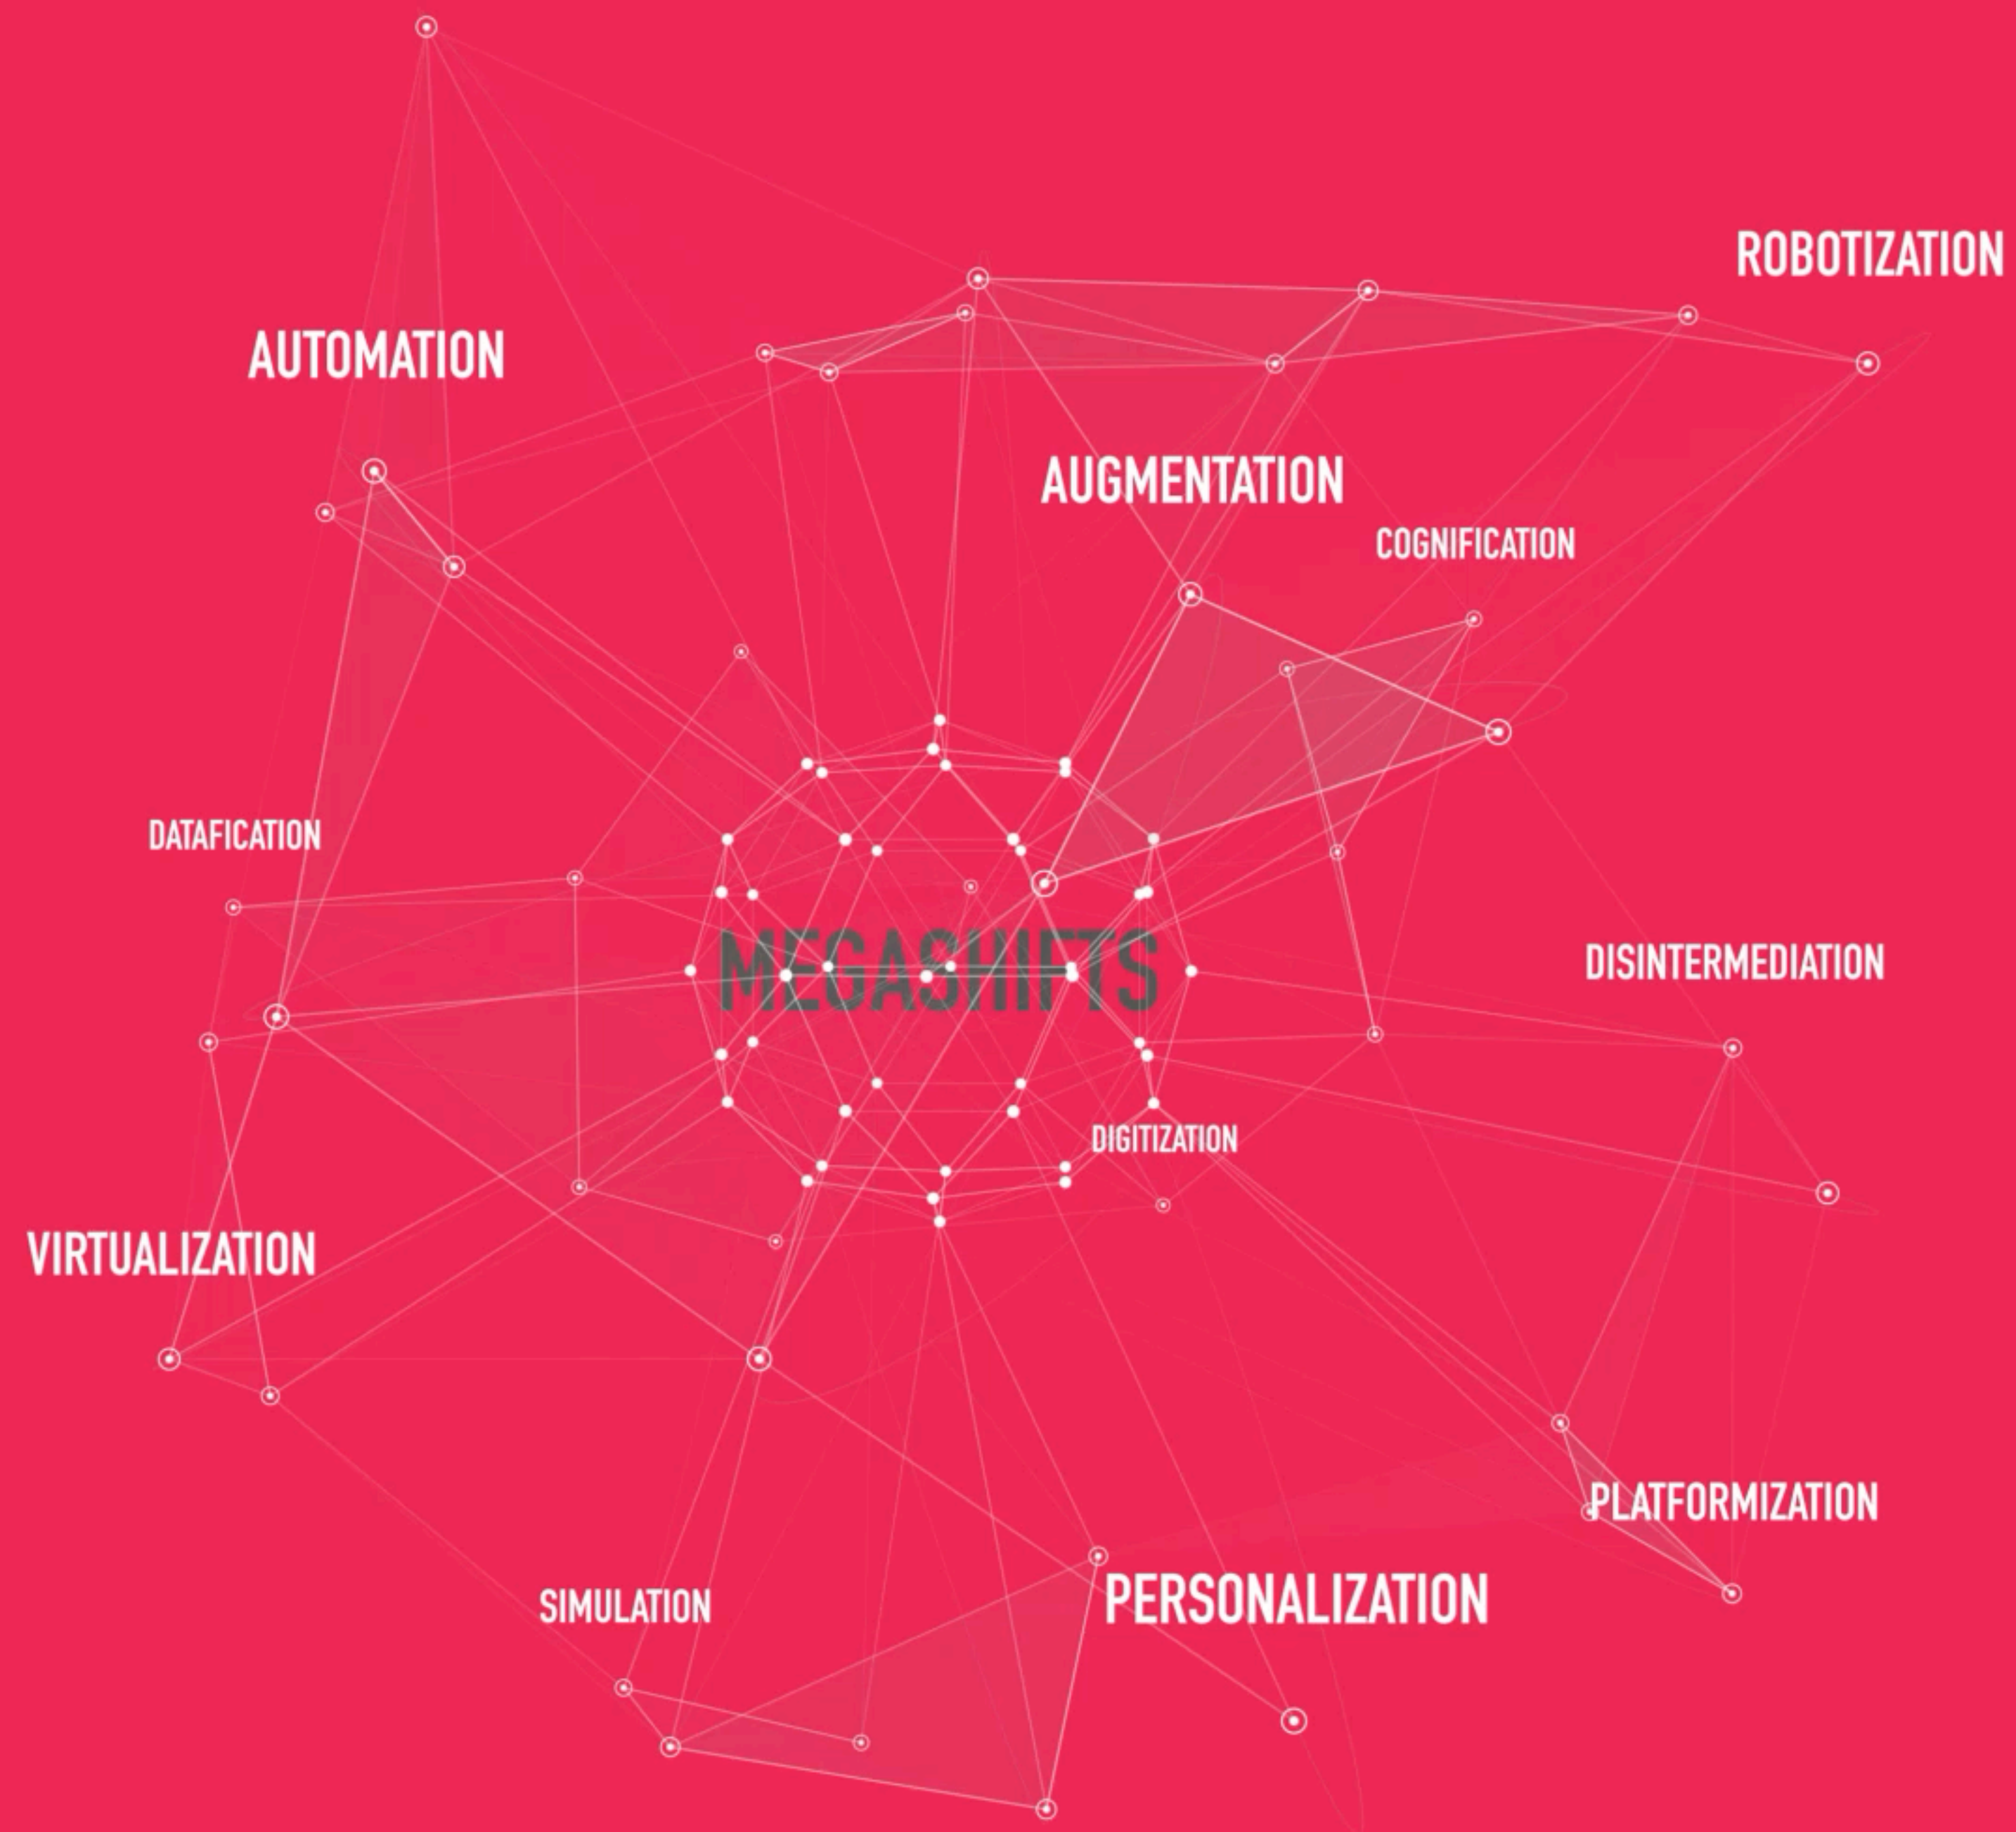 ROBOTIZATION
AUTOMATION
AUGMENTATION
COGNIFICATION
DATAFICATION
MEGASHIFTS
DISINTERMEDIATION
DIGITIZATION
VIRTUALIZATION
PLATFORMIZATION
PERSONALIZATION
SIMULATION